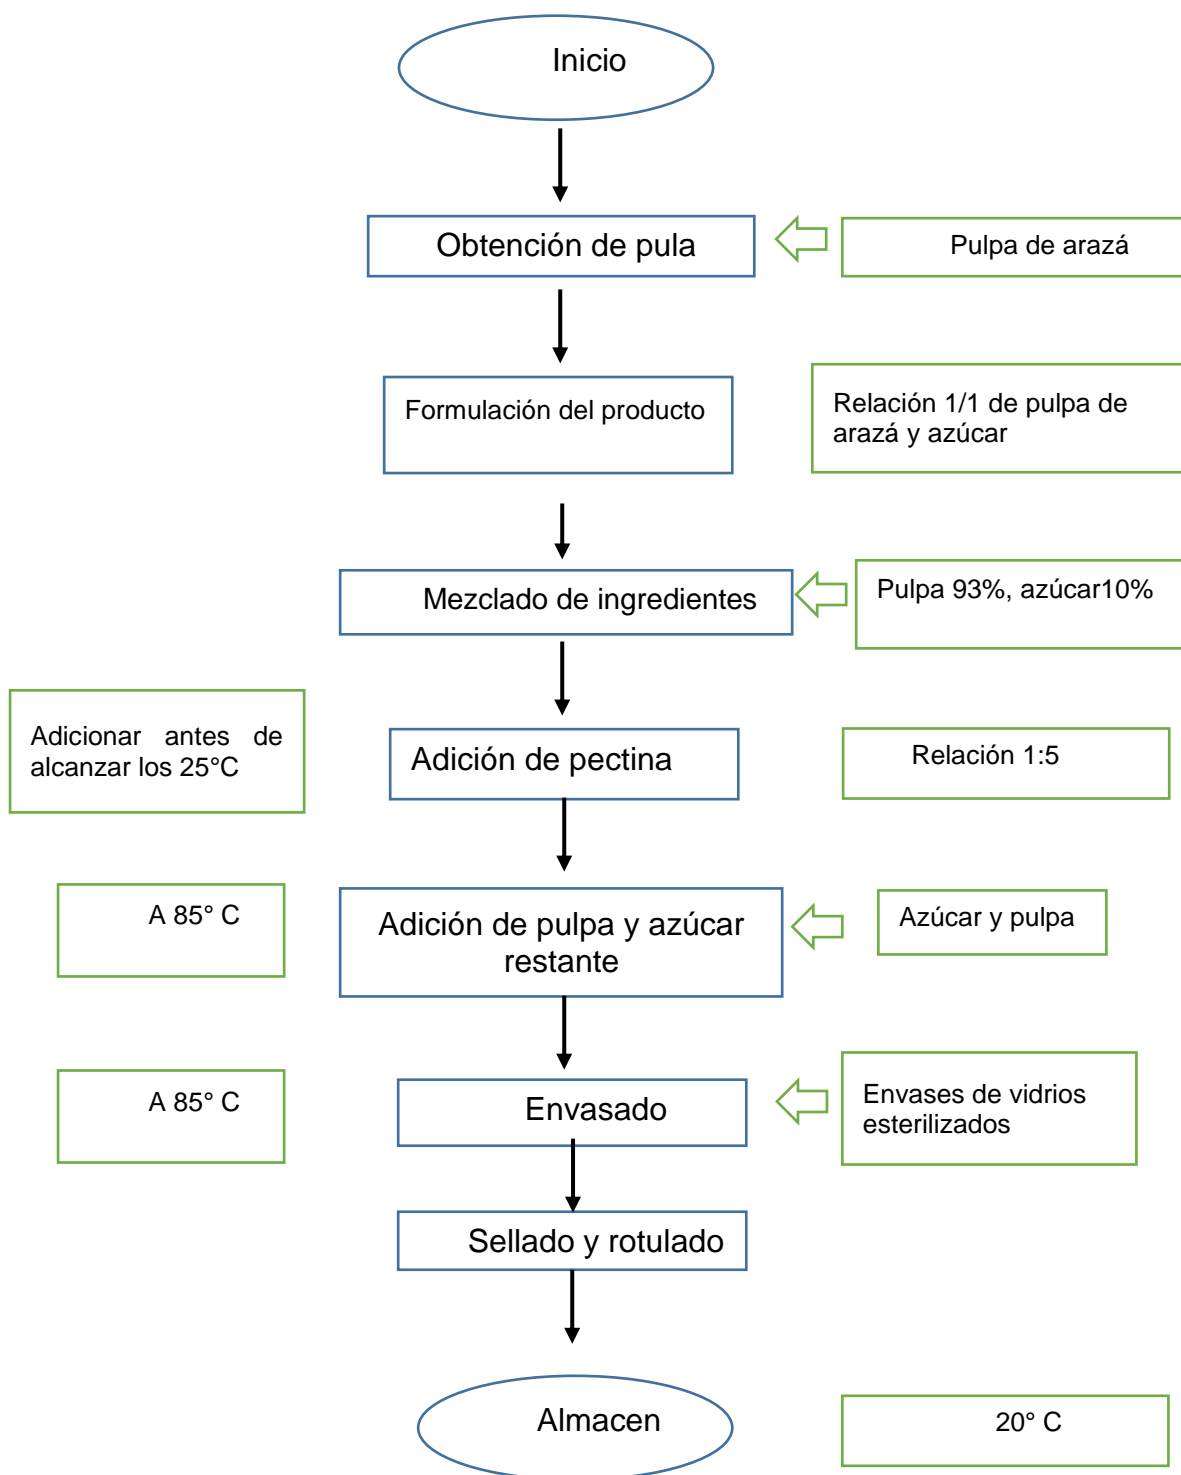 Inicio
Obtención de pula
Pulpa de arazá
Formulación del producto
Relación 1/1 de pulpa de
arazá y azúcar
Mezclado de ingredientes
Pulpa 93%, azúcar10%
Adicionar antes de
alcanzar los 25°C
Adición de pectina
Relación 1:5
A 85° C
Adición de pulpa y azúcar
restante
Azúcar y pulpa
A 85° C
Envasado
Envases de vidrios
esterilizados
Sellado y rotulado
Almacen
20° C